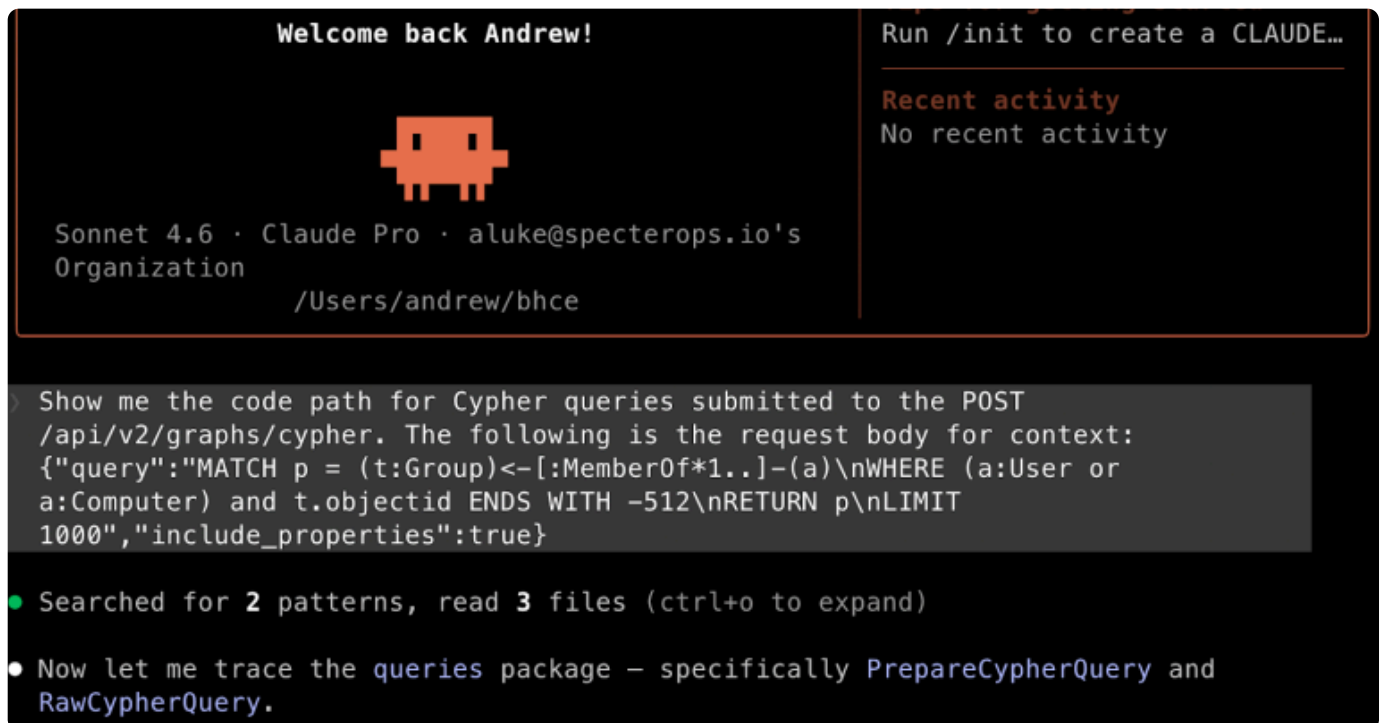 Welcome back Andrew!
Run /init to create a CLAUDE…
Recent activity
No recent activity
Sonnet 4.6 · Claude Pro · aluke@specterops.io's
Organization
/Users/andrew/bhce
❯ Show me the code path for Cypher queries submitted to the POST
/api/v2/graphs/cypher. The following is the request body for context:
{"query":"MATCH p = (t:Group)<-[:MemberOf*1..]-(a)\nWHERE (a:User or
a:Computer) and t.objectid ENDS WITH -512\nRETURN p\nLIMIT
1000","include_properties":true}
● Searched for 2 patterns, read 3 files (ctrl+o to expand)
● Now let me trace the queries package — specifically PrepareCypherQuery and
RawCypherQuery.